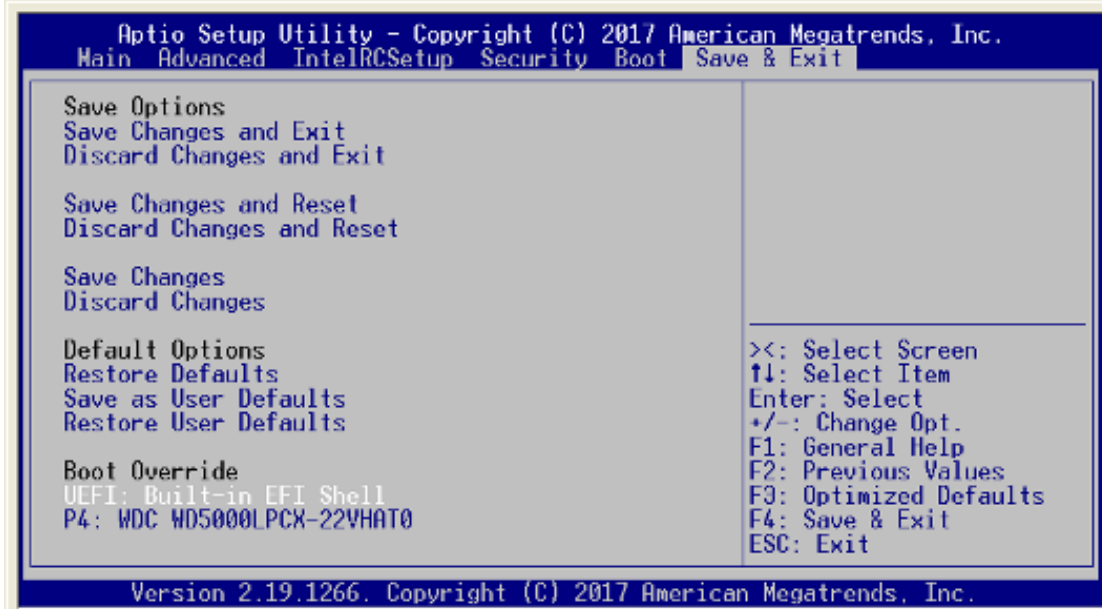 Aptio Setup Utility – Copyright (C) 2017 American Megatrends, Inc.
Main Advanced IntelRCSetup Security Boot Save & Exit
Save Options
Save Changes and Exit
Discard Changes and Exit
Save Changes and Reset
Discard Changes and Reset
Save Changes
Discard Changes
Default Options
Restore Defaults
Save as User Defaults
Restore User Defaults
Boot Override
UEFI: Built-in EFI Shell
P4: WDC WD5000LPCX-22VHAT0
><: Select Screen
↑↓: Select Item
Enter: Select
+/-: Change Opt.
F1: General Help
F2: Previous Values
F3: Optimized Defaults
F4: Save & Exit
ESC: Exit
Version 2.19.1266. Copyright (C) 2017 American Megatrends, Inc.